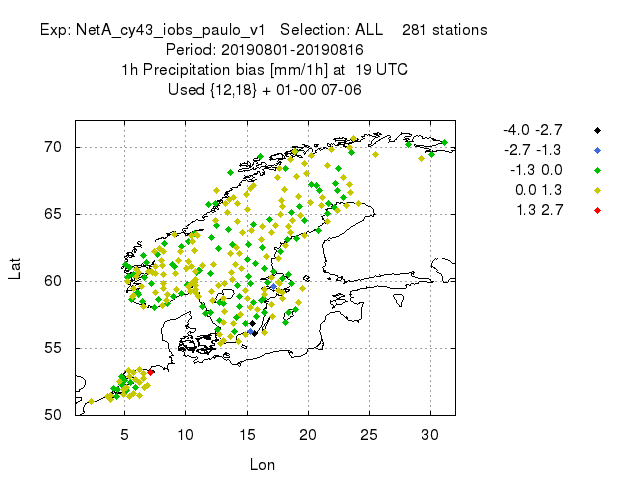 Exp: NetA_cy43_iobs_paulo_v1 Selection: ALL 281 stations
Period: 20190801-20190816
1h Precipitation bias [mm/1h] at 19 UTC
Used {12,18} + 01-00 07-06
-4.0 -2.7
-2.7 -1.3
-1.3 0.0
0.0 1.3
1.3 2.7
70
65
60
55
50
Lat
5 10 15 20 25 30
Lon